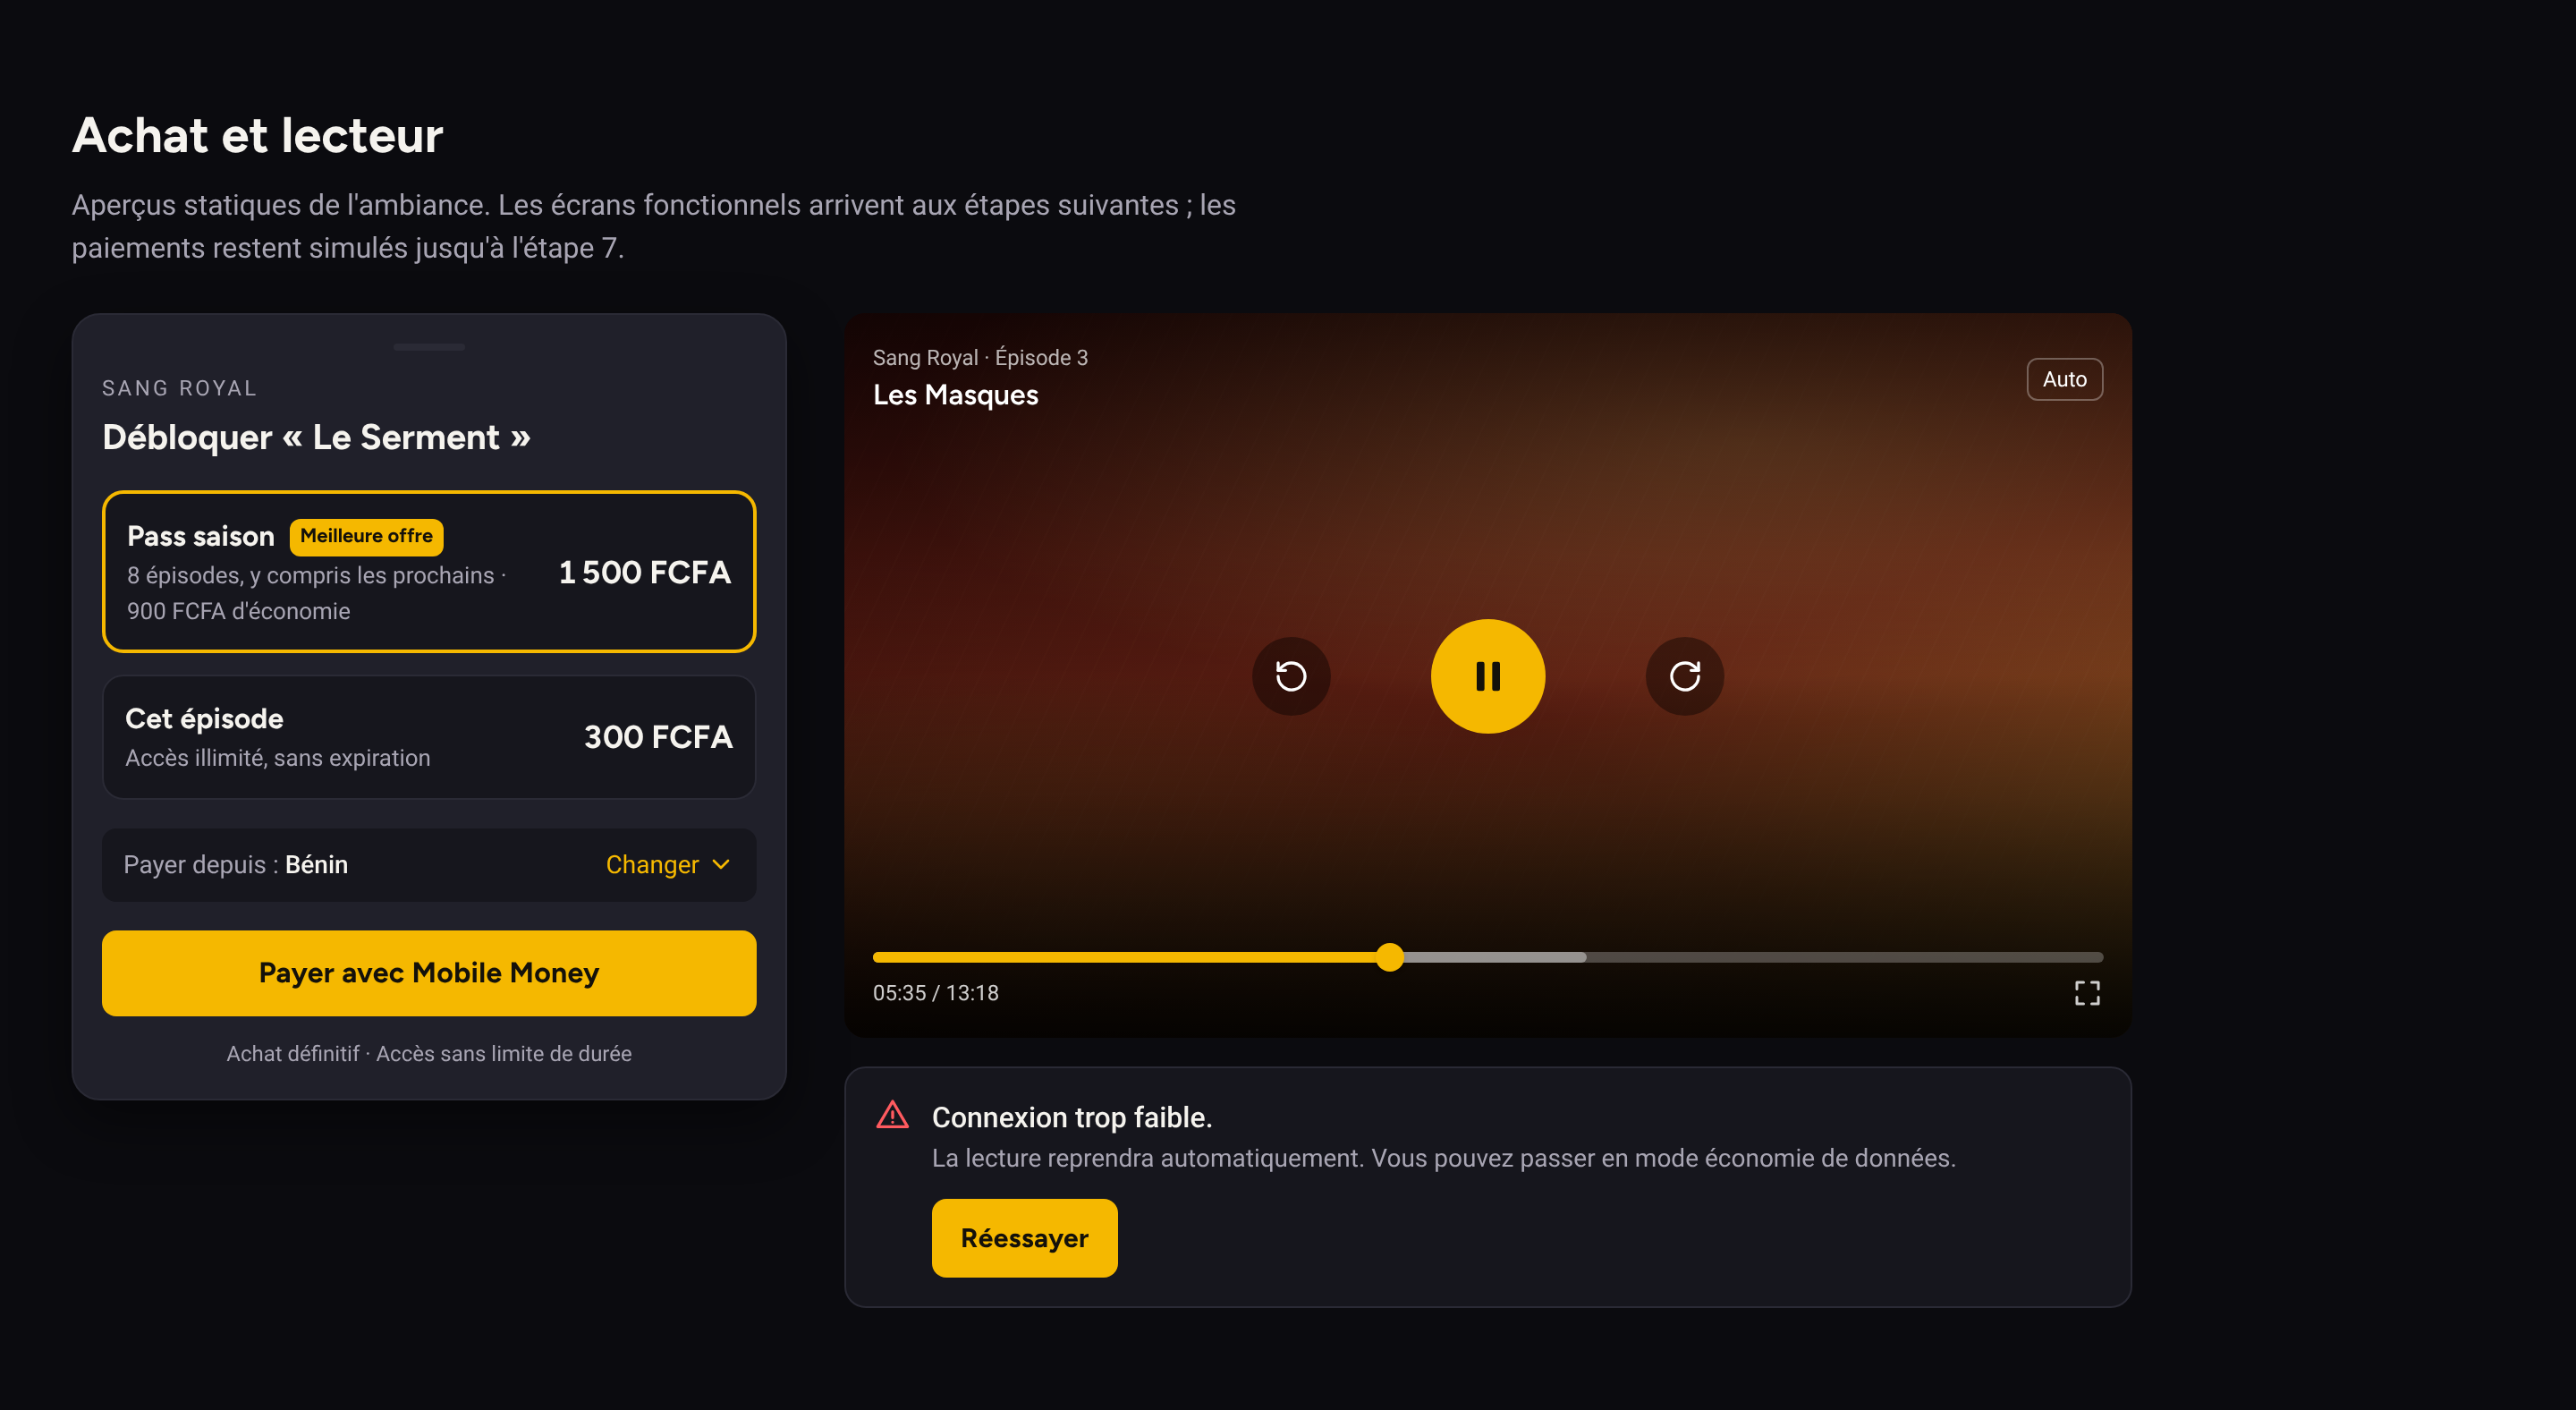 Achat et lecteur
Aperçus statiques de l'ambiance. Les écrans fonctionnels arrivent aux étapes suivantes ; les
paiements restent simulés jusqu'à l'étape 7.
SANG ROYAL
Débloquer « Le Serment »
Pass saison Meilleure offre
8 épisodes, y compris les prochains ·
900 FCFA d'économie
1 500 FCFA
Cet épisode
Accès illimité, sans expiration
300 FCFA
Payer depuis : Bénin Changer
Payer avec Mobile Money
Achat définitif · Accès sans limite de durée
Sang Royal · Épisode 3
Les Masques
Auto
05:35 / 13:18
Connexion trop faible.
La lecture reprendra automatiquement. Vous pouvez passer en mode économie de données.
Réessayer